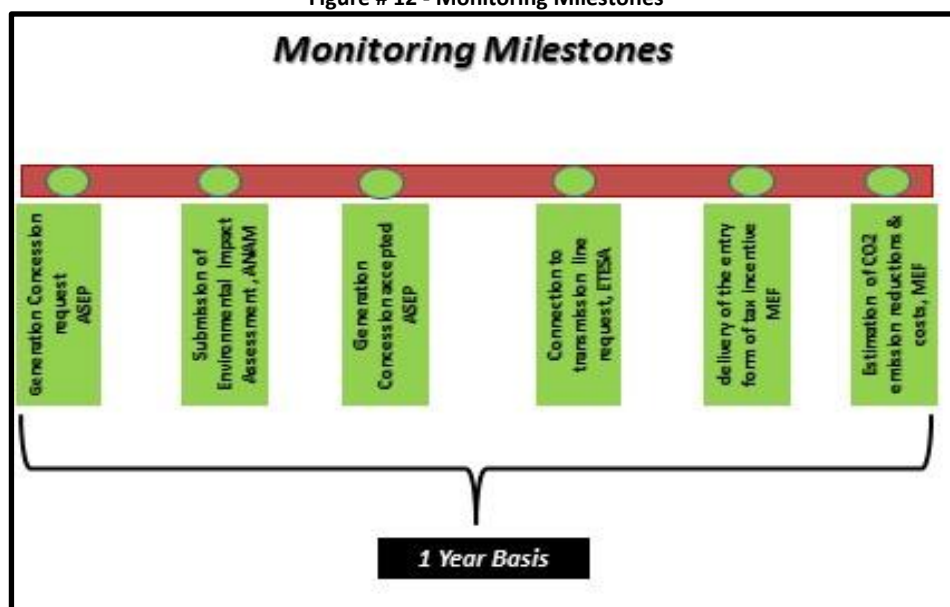 Figure # 12 - Monitoring Milestones
Monitoring Milestones
Generation Concession
request
ASEP
Submission of
Environmental Impact
Assessment, ANAM
Generation
Concession accepted
ASEP
Connection to
transmission line
request, ETESA
delivery of the entry
form of tax incentive
MEF
Estimation of CO2
emission reductions &
costs, MEF
1 Year Basis